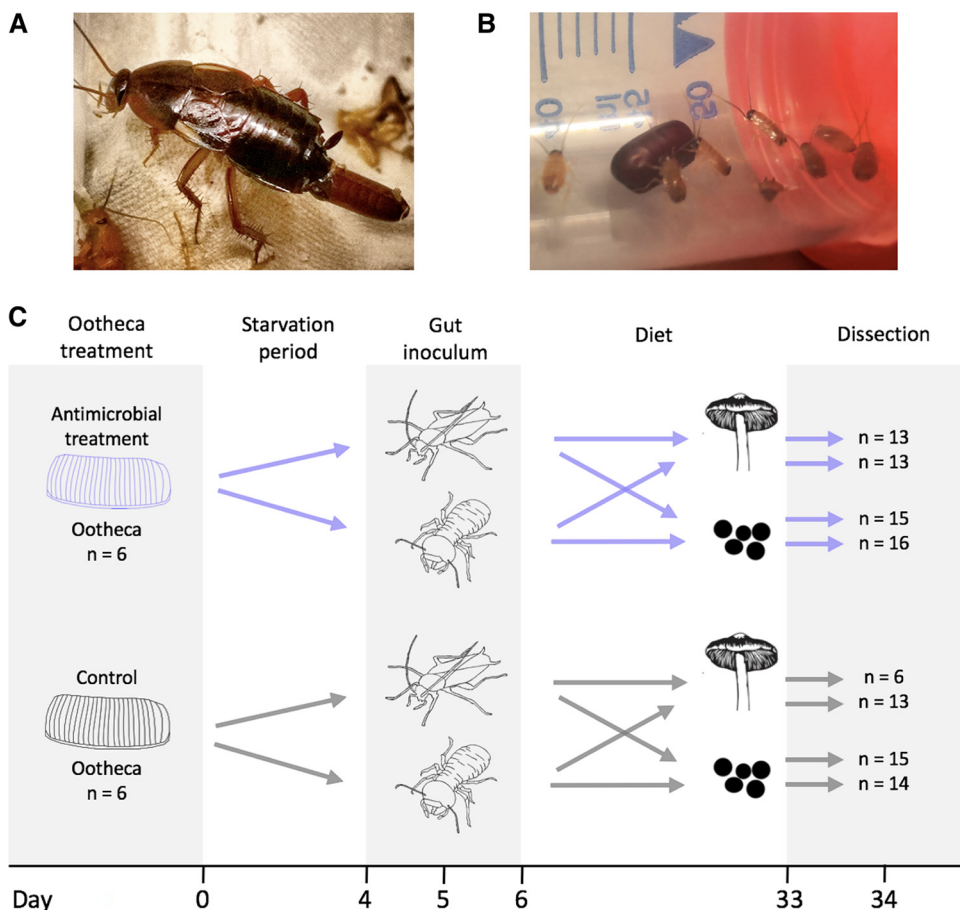 A
B
50
C
Ootheca
treatment
Starvation
period
Gut
inoculum
Diet
Dissection
Antimicrobial
treatment
Ootheca
n = 6
n = 13
n = 13
n = 15
n = 16
Control
Ootheca
n = 6
n = 6
n = 13
n = 15
n = 14
Day 0 4 5 6 33 34